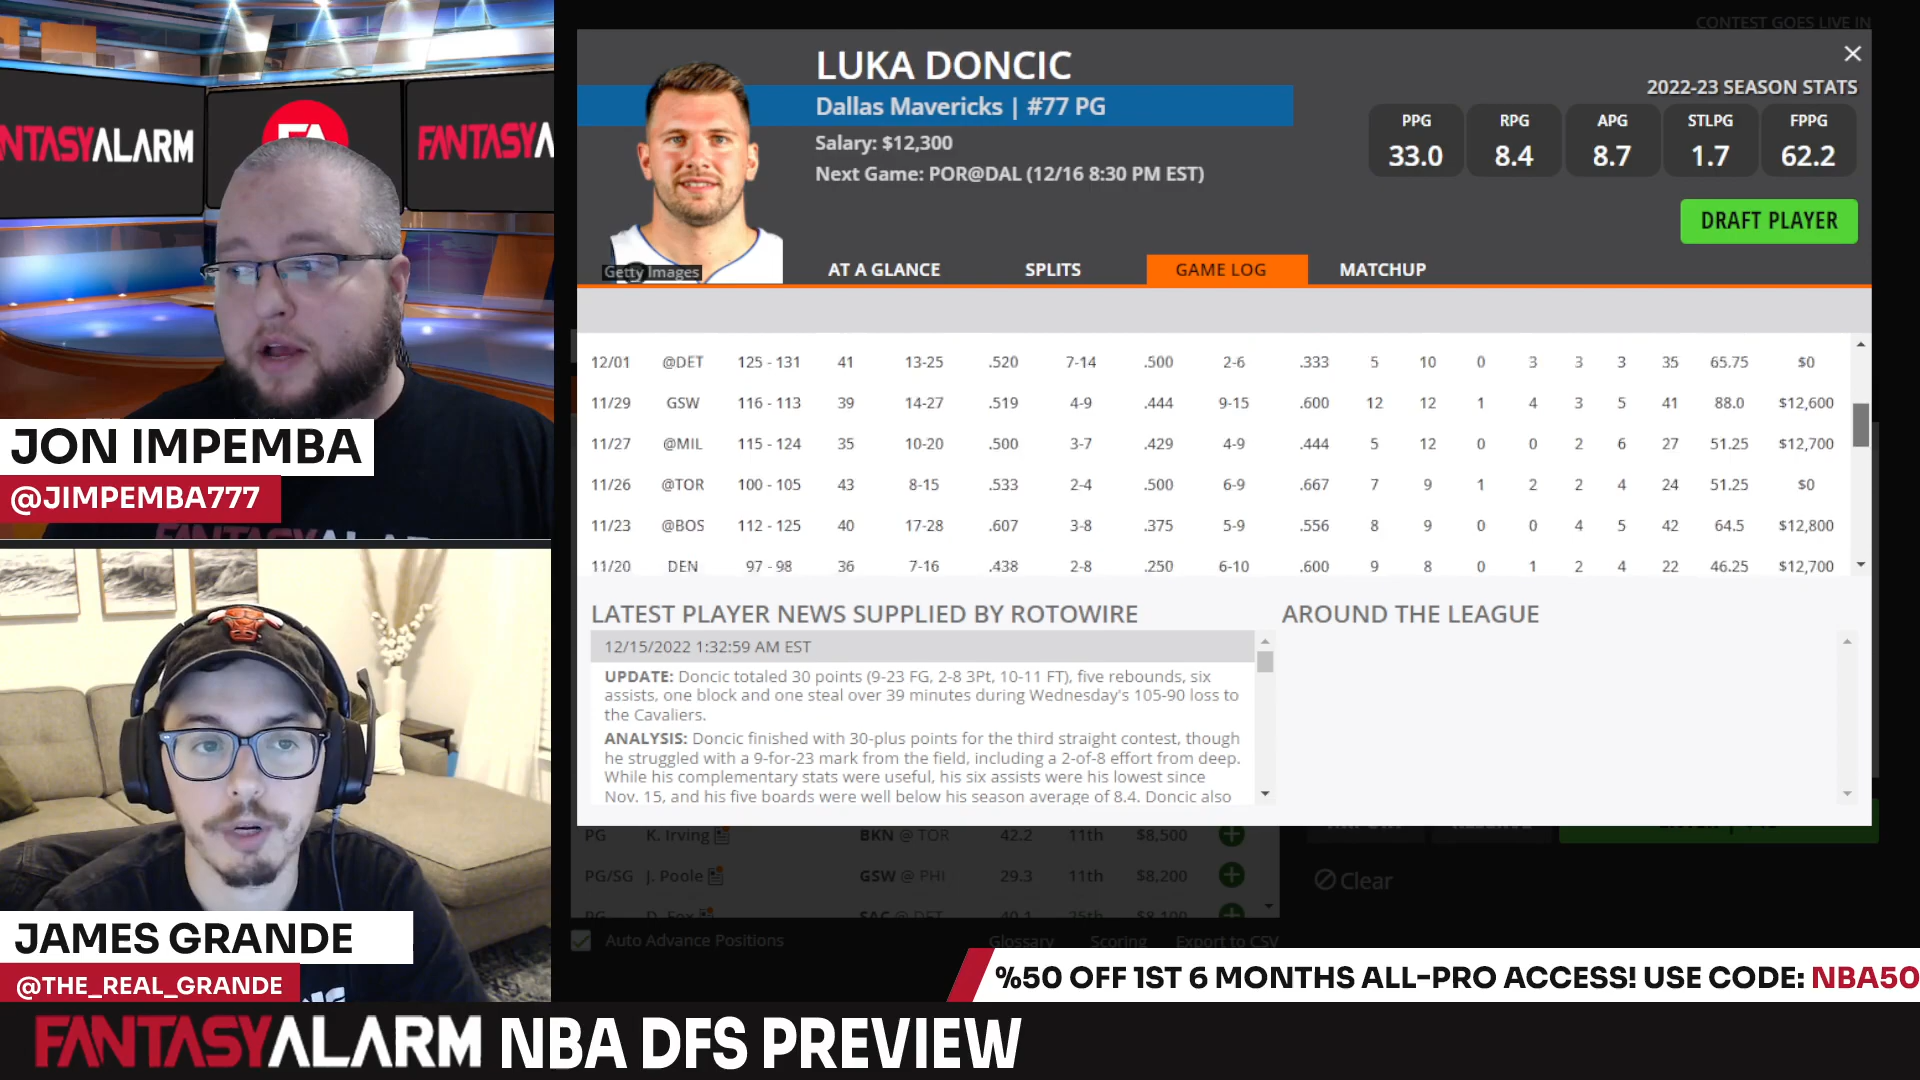 CONTEST GOES LIVE IN
LUKA DONCIC
Dallas Mavericks | #77 PG
Salary: $12,300
Next Game: POR@DAL (12/16 8:30 PM EST)
2022-23 SEASON STATS
PPG RPG APG STLPG FPPG
33.0 8.4 8.7 1.7 62.2
DRAFT PLAYER
Getty Images
AT A GLANCE SPLITS GAME LOG MATCHUP
12/01 @DET 125 - 131 41 13-25 .520 7-14 .500 2-6 .333 5 10 0 3 3 3 35 65.75 $0
11/29 GSW 116 - 113 39 14-27 .519 4-9 .444 9-15 .600 12 12 1 4 3 5 41 88.0 $12,600
11/27 @MIL 115 - 124 35 10-20 .500 3-7 .429 4-9 .444 5 12 0 0 2 6 27 51.25 $12,700
11/26 @TOR 100 - 105 43 8-15 .533 2-4 .500 6-9 .667 7 9 1 2 2 4 24 51.25 $0
11/23 @BOS 112 - 125 40 17-28 .607 3-8 .375 5-9 .556 8 9 0 0 4 5 42 64.5 $12,800
11/20 DEN 97 - 98 36 7-16 .438 2-8 .250 6-10 .600 9 8 0 1 2 4 22 46.25 $12,700
LATEST PLAYER NEWS SUPPLIED BY ROTOWIRE
12/15/2022 1:32:59 AM EST
UPDATE: Doncic totaled 30 points (9-23 FG, 2-8 3Pt, 10-11 FT), five rebounds, six
assists, one block and one steal over 39 minutes during Wednesday's 105-90 loss to
the Cavaliers.
ANALYSIS: Doncic finished with 30-plus points for the third straight contest, though
he struggled with a 9-for-23 mark from the field, including a 2-of-8 effort from deep.
While his complementary stats were useful, his six assists were his lowest since
Nov. 15, and his five boards were well below his season average of 8.4. Doncic also
AROUND THE LEAGUE
PG K. Irving BKN @ TOR 42.2 11th $8,500
PG/SG J. Poole GSW @ PHI 29.3 11th $8,200
PG D. Fox SAC @ DET 40.1 25th $8,100
Clear
Auto Advance Positions
Glossary Scoring Export to CSV
NTASYALARM
FA
FANTASYA
JON IMPEMBA
@JIMPEMBA777
JAMES GRANDE
@THE_REAL_GRANDE
%50 OFF 1ST 6 MONTHS ALL-PRO ACCESS! USE CODE: NBA50
FANTASYALARM NBA DFS PREVIEW